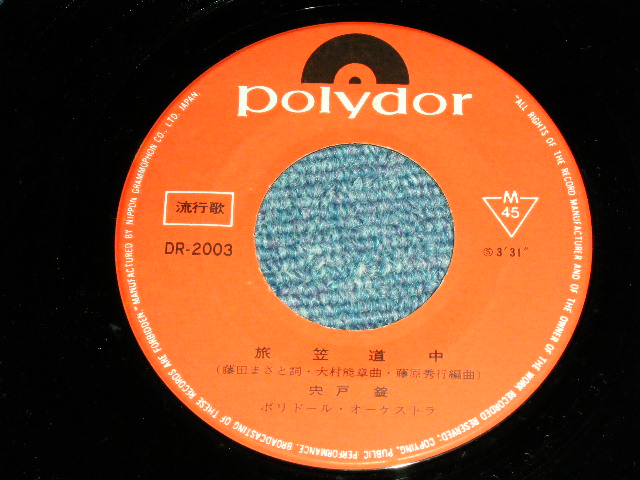 polydor
流行歌
DR-2003
M
45
Ⓢ3′31″
旅笠道中
(藤田まさと詞・大村能章曲・藤原秀行編曲)
宍戸錠
ポリドール・オーケストラ
"ALL RIGHTS OF THE RECORD MANUFACTURER AND OF THE OWNER OF THE WORK RECORDED RESERVED; COPYING, PUBLIC PERFORMANCE, BROADCASTING OF THESE RECORDS ARE FORBIDDEN" MANUFACTURED BY NIPPON GRAMMOPHON CO., LTD. JAPAN.